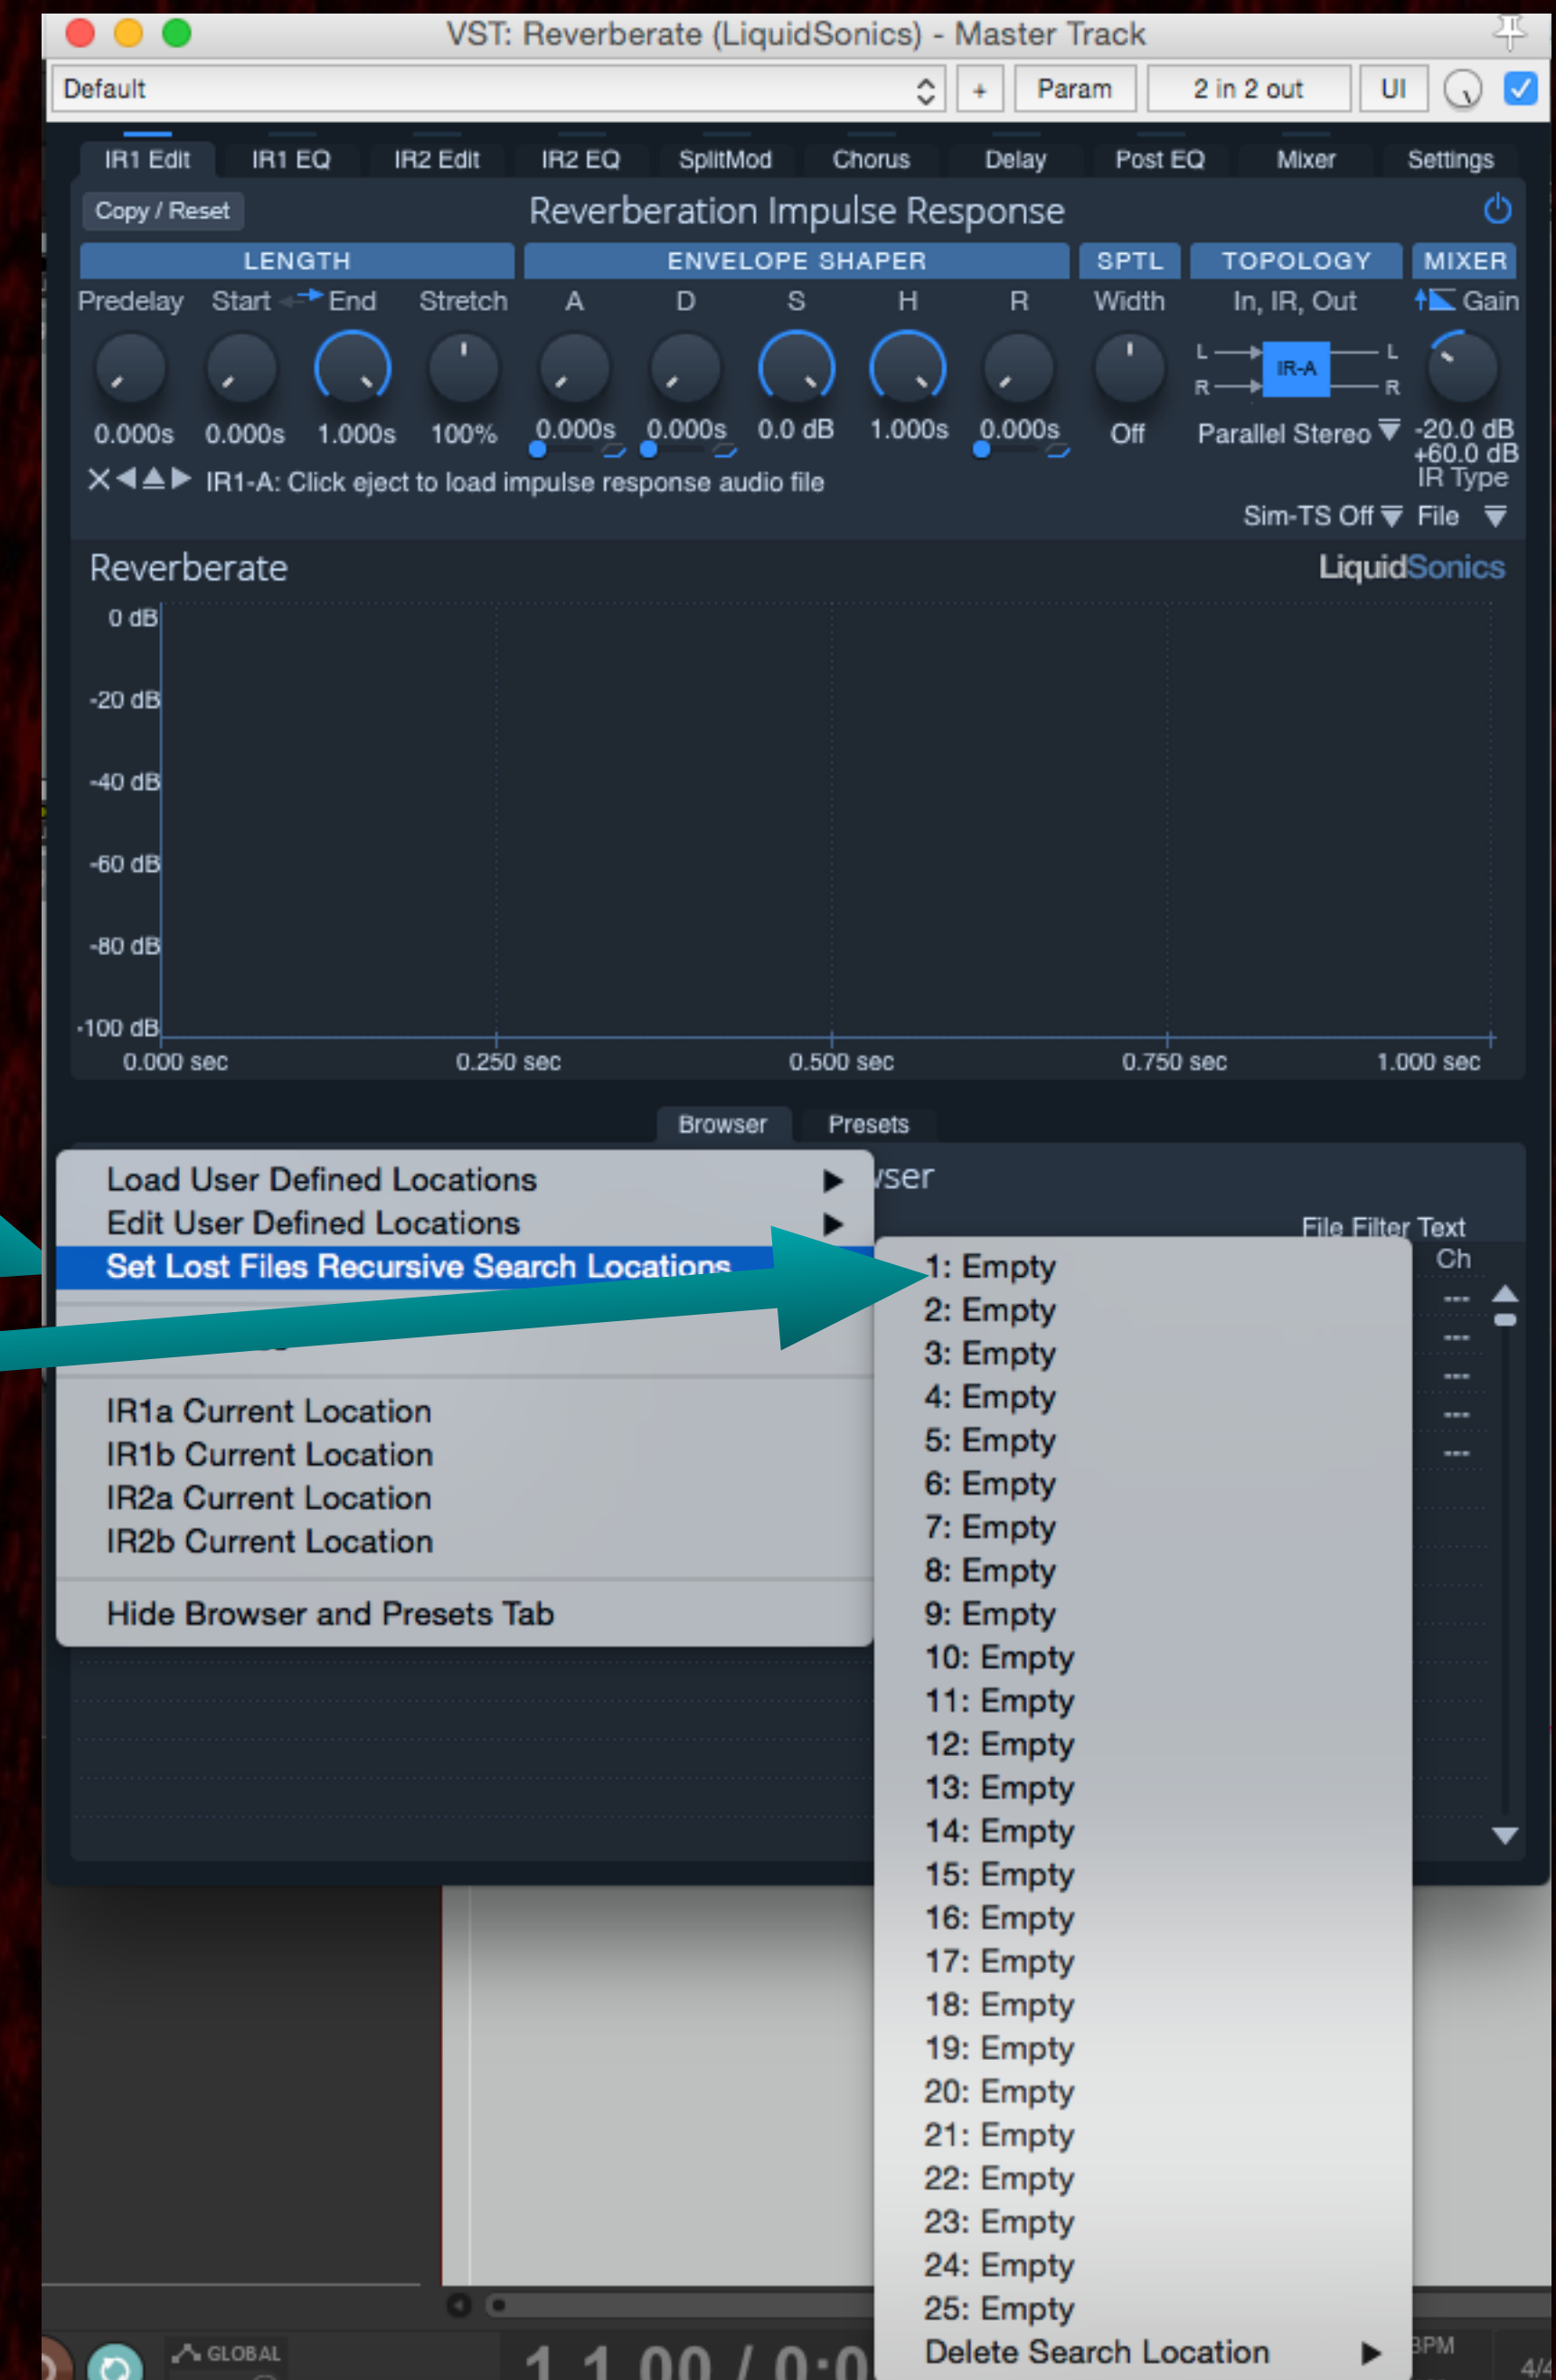 VST: Reverberate (LiquidSonics) - Master Track
Default + Param 2 in 2 out UI
IR1 Edit IR1 EQ IR2 Edit IR2 EQ SplitMod Chorus Delay Post EQ Mixer Settings
Copy / Reset Reverberation Impulse Response
LENGTH ENVELOPE SHAPER SPTL TOPOLOGY MIXER
Predelay Start End Stretch A D S H R Width In, IR, Out Gain
L IR-A L
R R
0.000s 0.000s 1.000s 100% 0.000s 0.000s 0.0 dB 1.000s 0.000s Off Parallel Stereo -20.0 dB
+60.0 dB
IR1-A: Click eject to load impulse response audio file IR Type
Sim-TS Off File
Reverberate LiquidSonics
0 dB
-20 dB
-40 dB
-60 dB
-80 dB
-100 dB
0.000 sec 0.250 sec 0.500 sec 0.750 sec 1.000 sec
Browser Presets
Load User Defined Locations
Edit User Defined Locations
File Filter Text
Set Lost Files Recursive Search Locations
Ch
---
---
---
---
---
IR1a Current Location
IR1b Current Location
IR2a Current Location
IR2b Current Location
Hide Browser and Presets Tab
1: Empty
2: Empty
3: Empty
4: Empty
5: Empty
6: Empty
7: Empty
8: Empty
9: Empty
10: Empty
11: Empty
12: Empty
13: Empty
14: Empty
15: Empty
16: Empty
17: Empty
18: Empty
19: Empty
20: Empty
21: Empty
22: Empty
23: Empty
24: Empty
25: Empty
Delete Search Location
GLOBAL
BPM